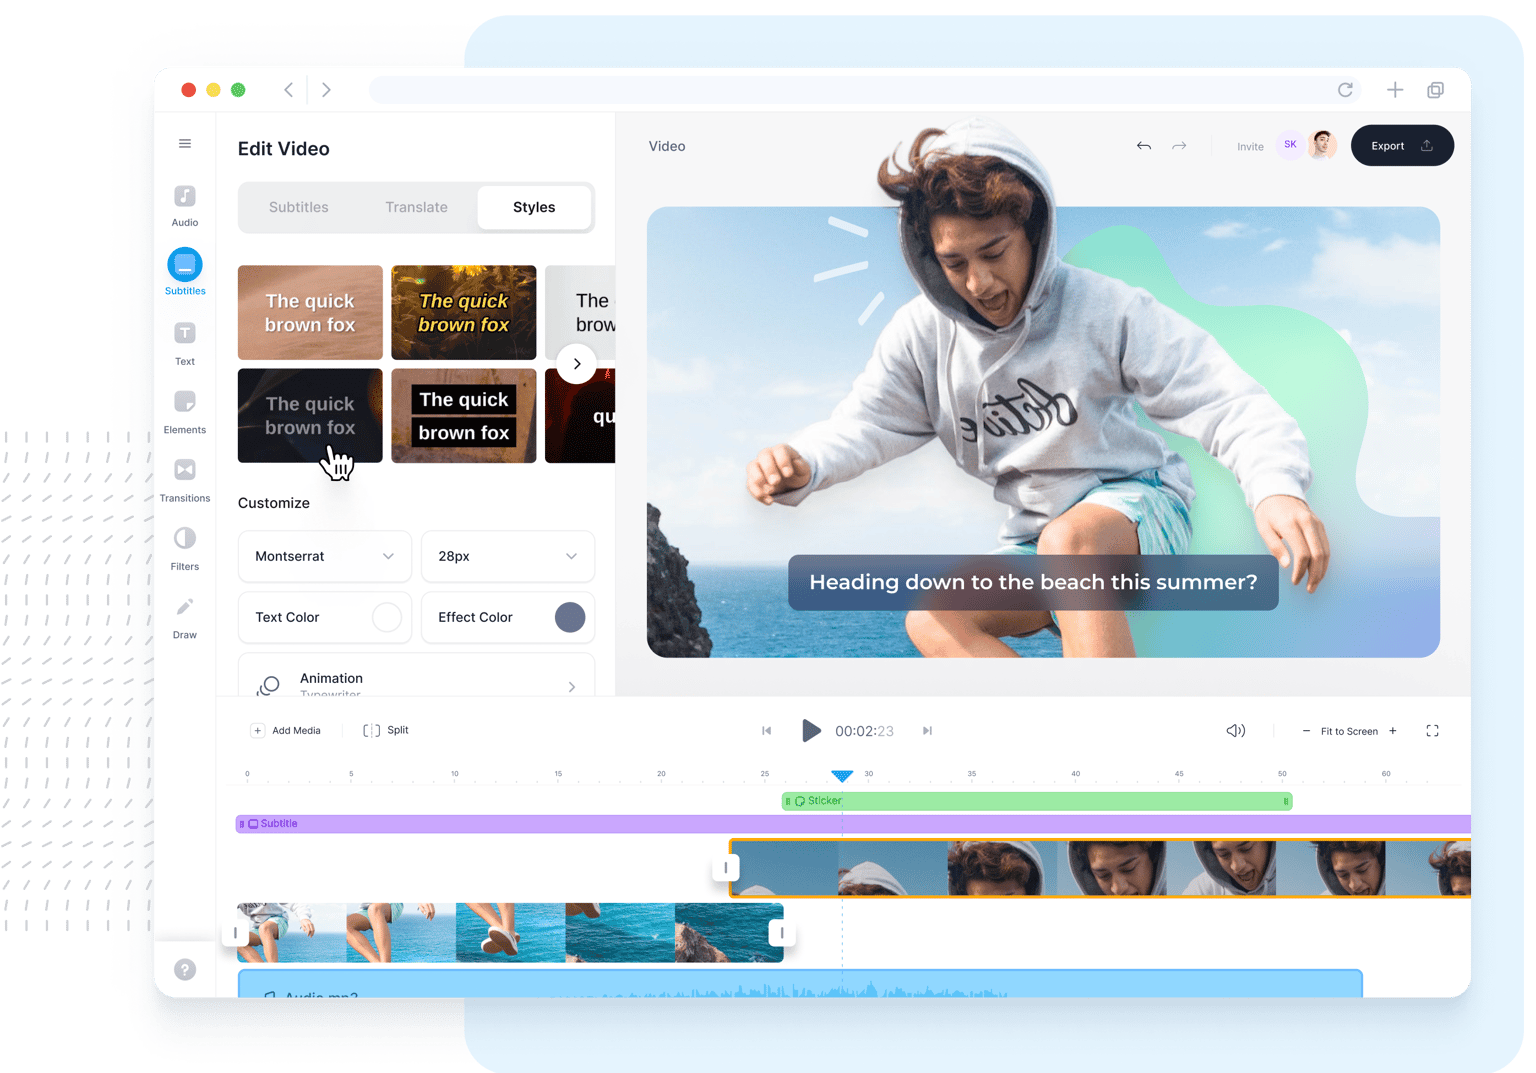 Edit Video
Video
Invite
SK
Export
Audio
Subtitles
Text
Elements
Transitions
Filters
Draw
Subtitles
Translate
Styles
The quick
brown fox
The quick
brown fox
The
brow
The quick
brown fox
The quick
brown fox
qu
Customize
Montserrat
28px
Text Color
Effect Color
Animation
Typewriter
Active
Heading down to the beach this summer?
Add Media
Split
00:02:23
Fit to Screen
0 5 10 15 20 25 30 35 40 45 50 60
Sticker
Subtitle
Audio.mp3
?